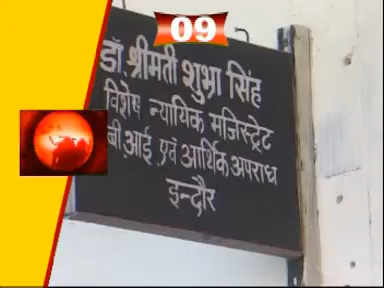 09
डॉ.श्रीमती शुभ्रा सिंह
विशेष न्यायिक मजिस्ट्रेट
बी.आई एवं आर्थिक अपराध
इन्दौर